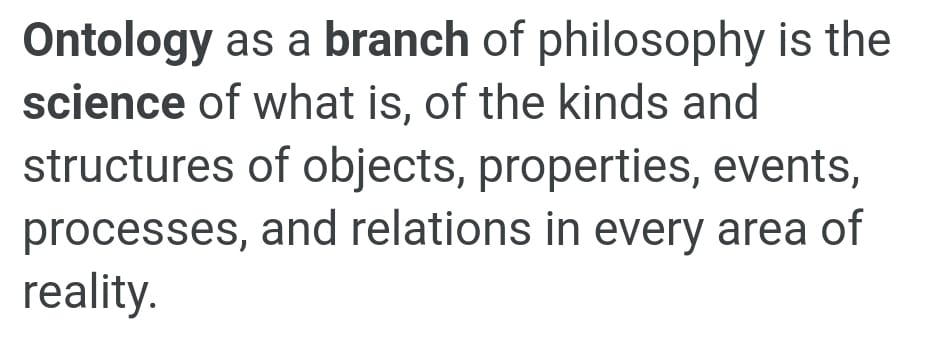 Ontology as a branch of philosophy is the
science of what is, of the kinds and
structures of objects, properties, events,
processes, and relations in every area of
reality.